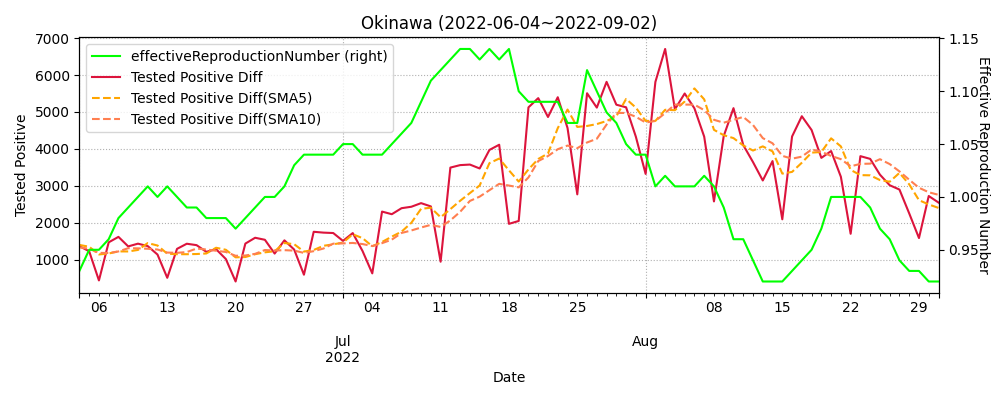 Okinawa (2022-06-04~2022-09-02)
effectiveReproductionNumber (right)
Tested Positive Diff
Tested Positive Diff(SMA5)
Tested Positive Diff(SMA10)
Tested Positive
7000
6000
5000
4000
3000
2000
1000
1.15
1.10
1.05
1.00
0.95
Effective Reproduction Number
06 13 20 27 04 11 18 25 08 15 22 29
Jul Aug
2022
Date